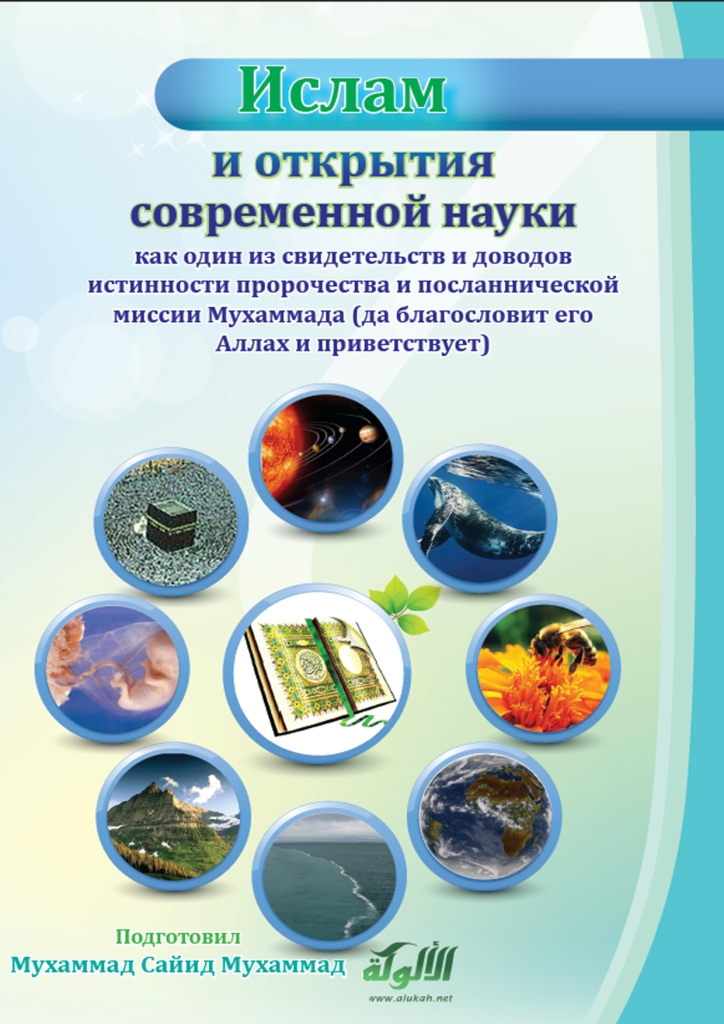 Ислам
и открытия
современной науки
как один из свидетельств и доводов
истинности пророчества и посланнической
миссии Мухаммада (да благословит его
Аллах и приветствует)
Подготовил
Мухаммад Сайид Мухаммад
الألوكة
www.alukah.net